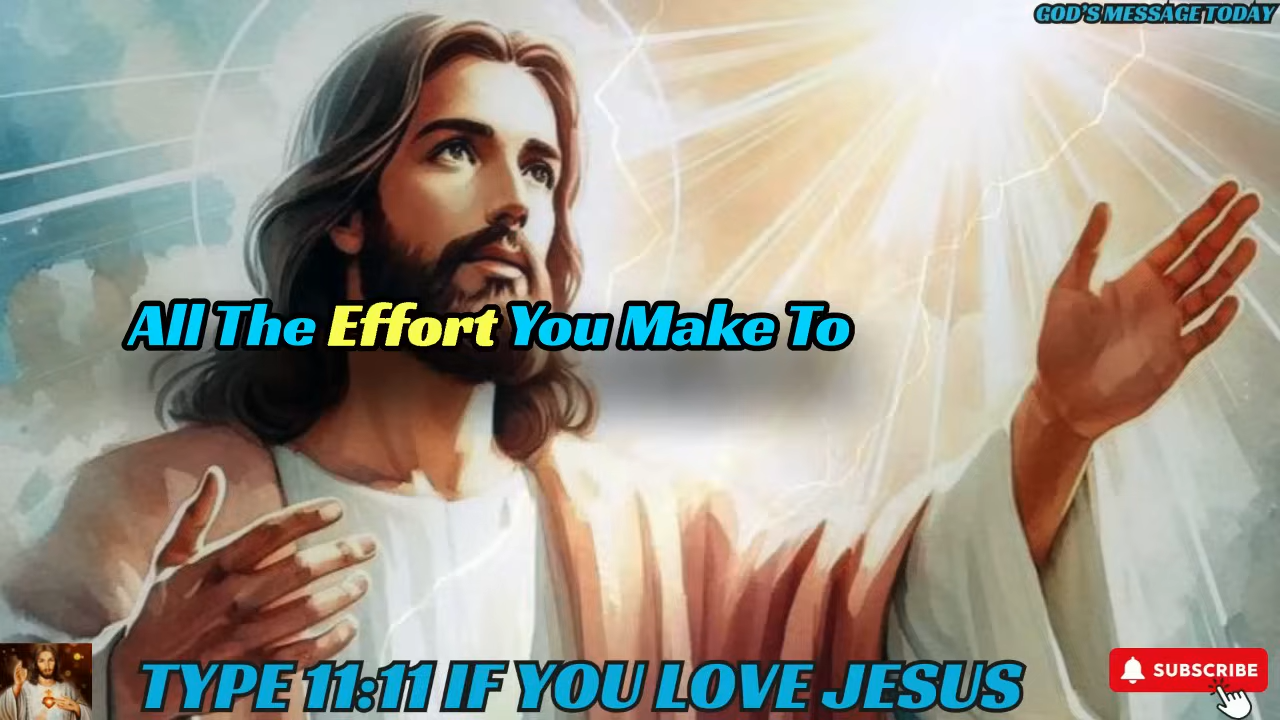 GOD'S MESSAGE TODAY
All The Effort You Make To
TYPE 11:11 IF YOU LOVE JESUS
SUBSCRIBE